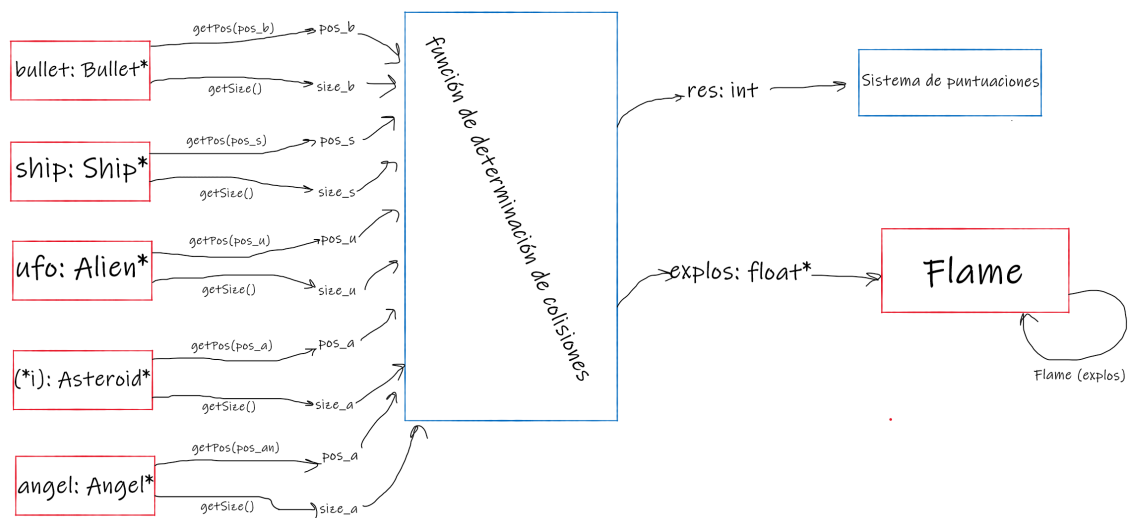 getPos(pos_b)
pos_b
bullet: Bullet*
getSize()
size_b
getPos(pos_s)
pos_s
ship: Ship*
getSize()
size_s
getPos(pos_u)
pos_u
ufo: Alien*
getSize()
size_u
getPos(pos_a)
pos_a
(*i): Asteroid*
getSize()
size_a
getPos(pos_an)
pos_a
angel: Angel*
getSize()
size_a
función de determinación de colisiones
res: int
Sistema de puntuaciones
explos: float*
Flame
Flame (explos)